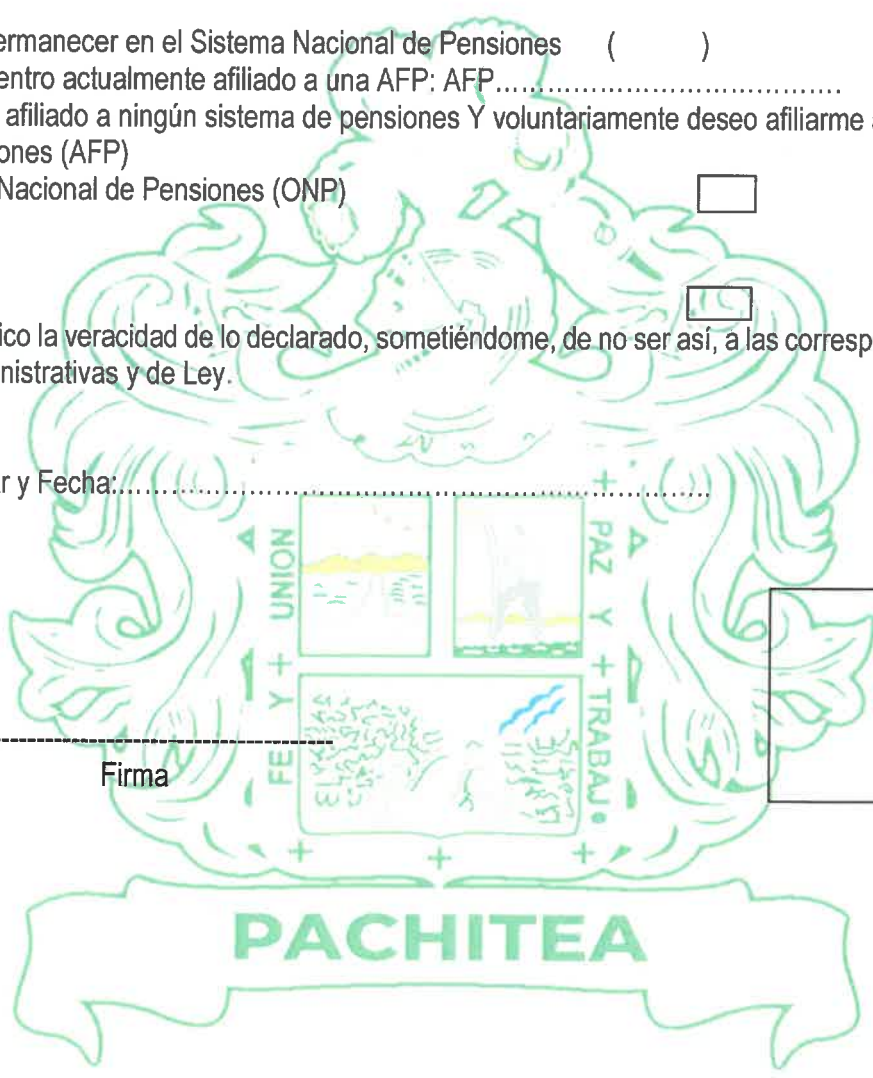 ermanecer en el Sistema Nacional de Pensiones ( )
entro actualmente afiliado a una AFP: AFP.......................................
afiliado a ningún sistema de pensiones Y voluntariamente deseo afiliarme a
ones (AFP)
Nacional de Pensiones (ONP)
ico la veracidad de lo declarado, sometiéndome, de no ser así, a las corresp
nistrativas y de Ley.
r y Fecha:......................................................................
FE Y + UNION
+ PAZ Y + TRABAJO
Firma
PACHITEA